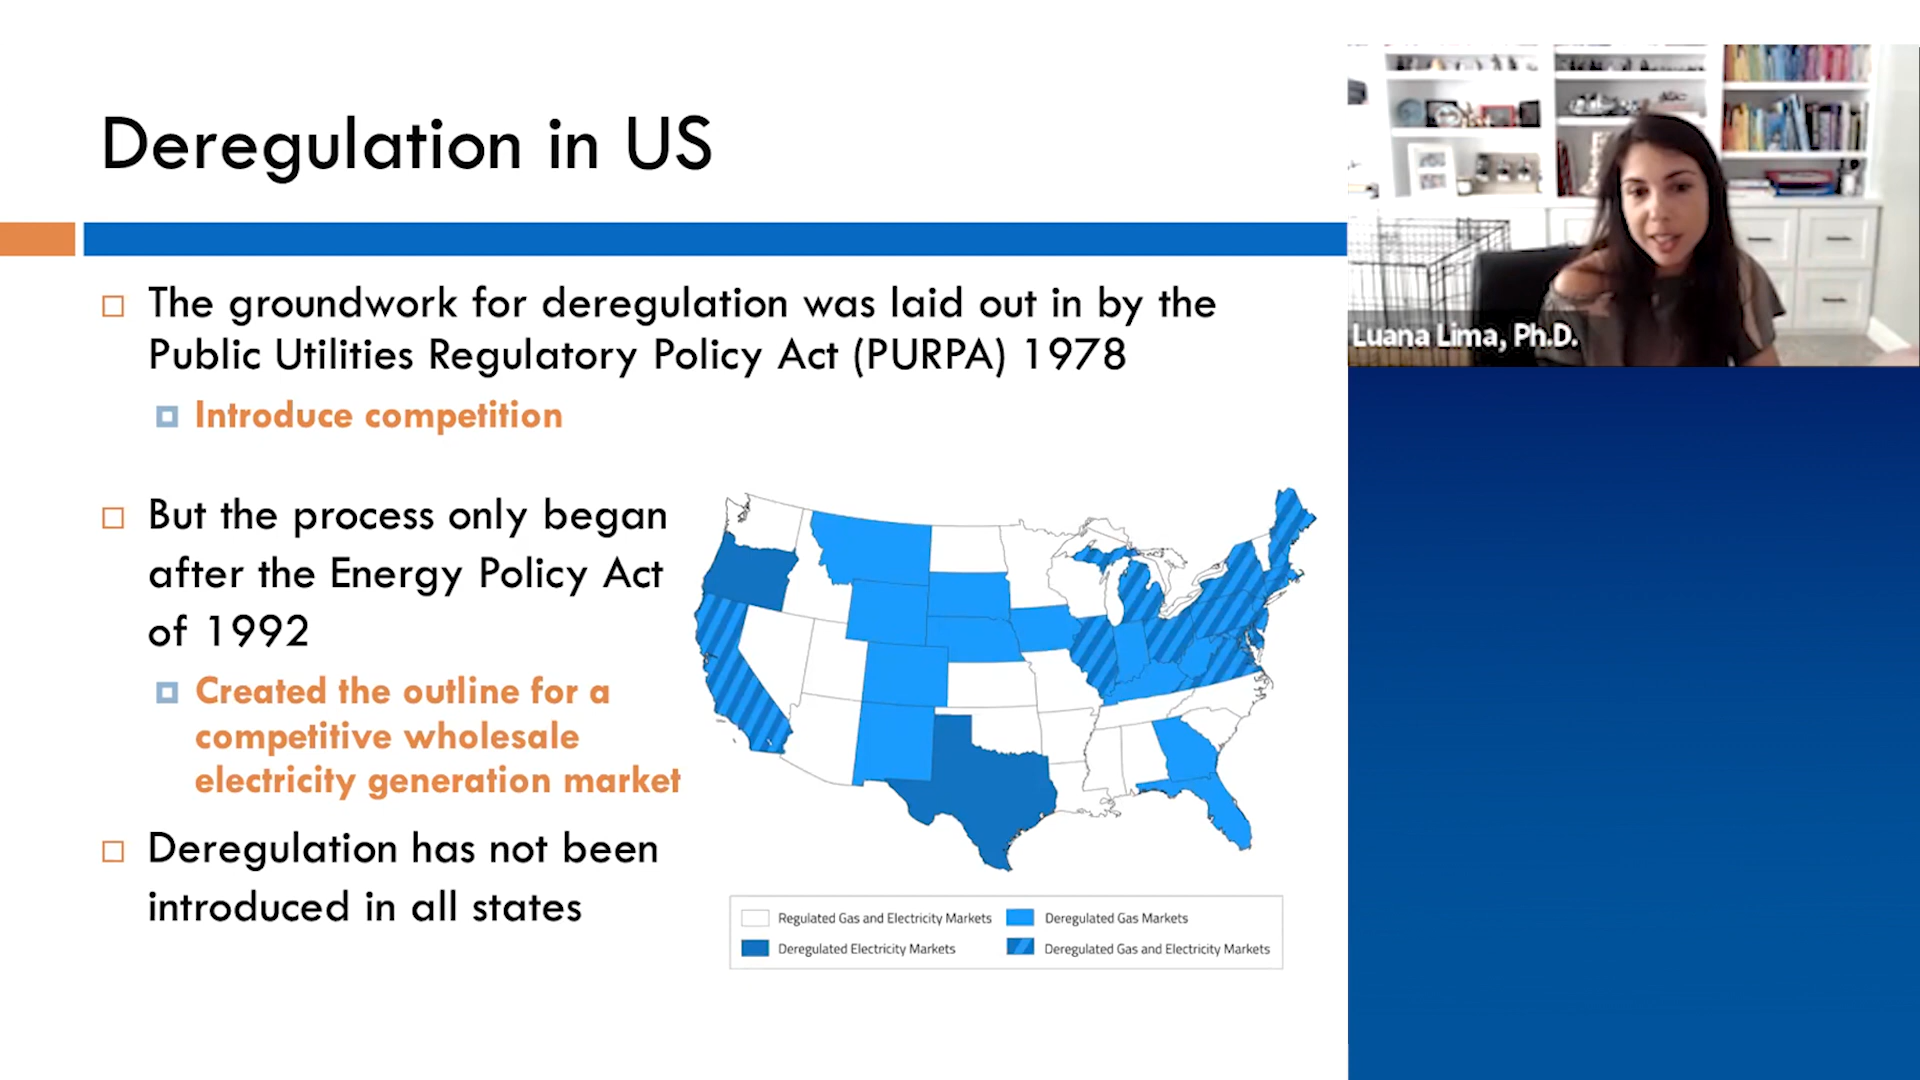 Deregulation in US
The groundwork for deregulation was laid out in by the
Public Utilities Regulatory Policy Act (PURPA) 1978
Introduce competition
But the process only began
after the Energy Policy Act
of 1992
Created the outline for a
competitive wholesale
electricity generation market
Deregulation has not been
introduced in all states
Regulated Gas and Electricity Markets
Deregulated Gas Markets
Deregulated Electricity Markets
Deregulated Gas and Electricity Markets
Luana Lima, Ph.D.